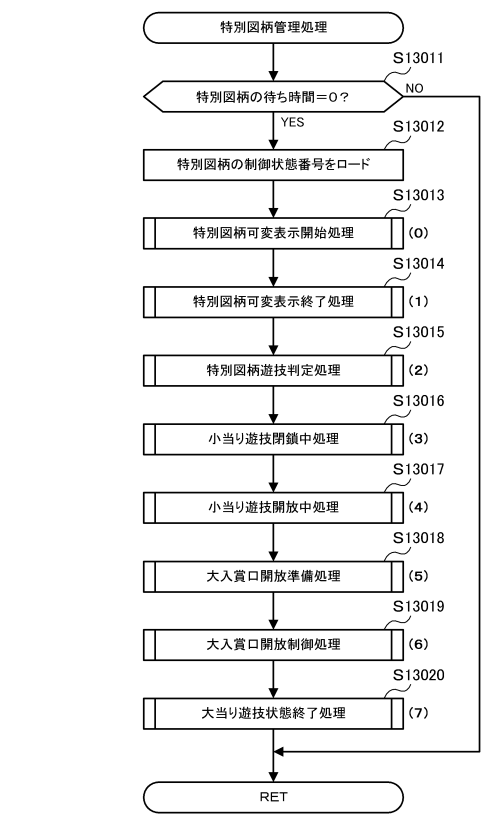 特別図柄管理処理
S13011
特別図柄の待ち時間＝0？
NO
YES
S13012
特別図柄の制御状態番号をロード
S13013
特別図柄可変表示開始処理
(0)
S13014
特別図柄可変表示終了処理
(1)
S13015
特別図柄遊技判定処理
(2)
S13016
小当り遊技閉鎖中処理
(3)
S13017
小当り遊技開放中処理
(4)
S13018
大入賞口開放準備処理
(5)
S13019
大入賞口開放制御処理
(6)
S13020
大当り遊技状態終了処理
(7)
RET